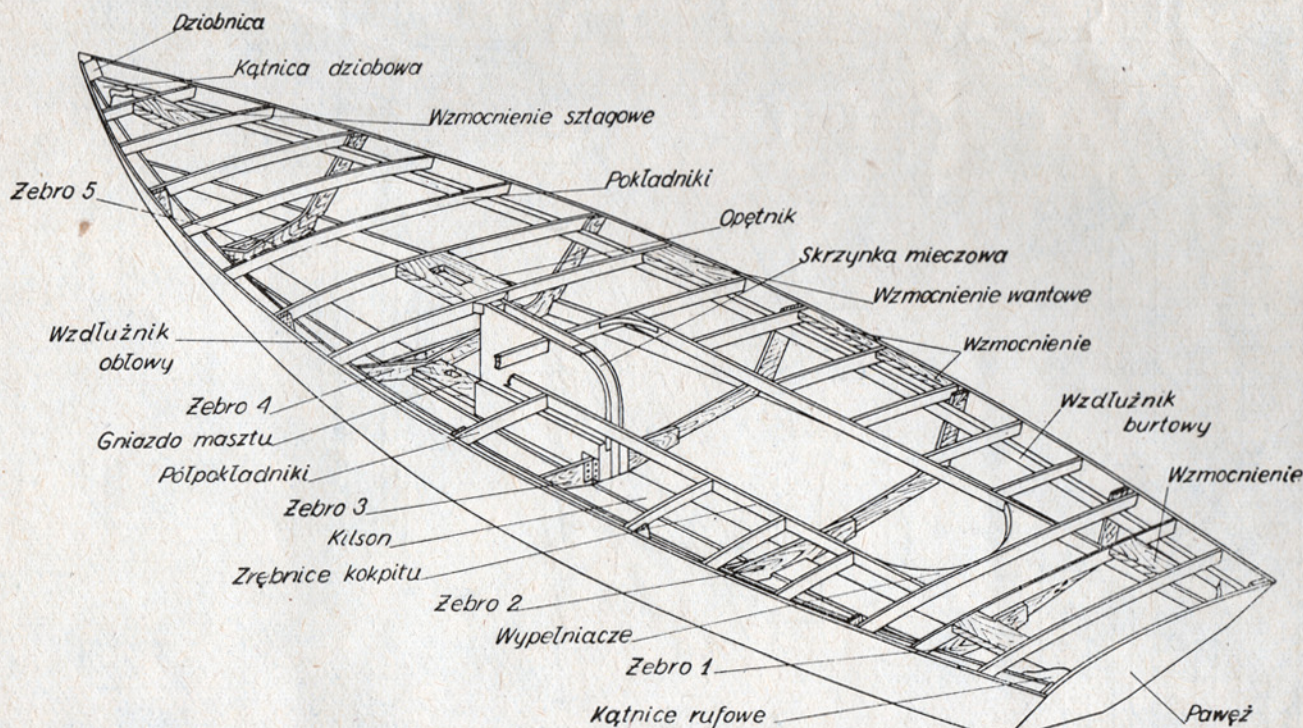 Dziobnica
Kątnica dziobowa
Wzmocnienie sztagowe
Żebro 5
Pokładniki
Opętnik
Skrzynka mieczowa
Wzmocnienie wantowe
Wzdłużnik
obłowy
Wzmocnienie
Żebro 4
Wzdłużnik
burtowy
Gniazdo masztu
Półpokładniki
Wzmocnienie
Żebro 3
Kilson
Zrębnice kokpitu
Żebro 2
Wypełniacze
Żebro 1
Kątnice rufowe
Pawęż